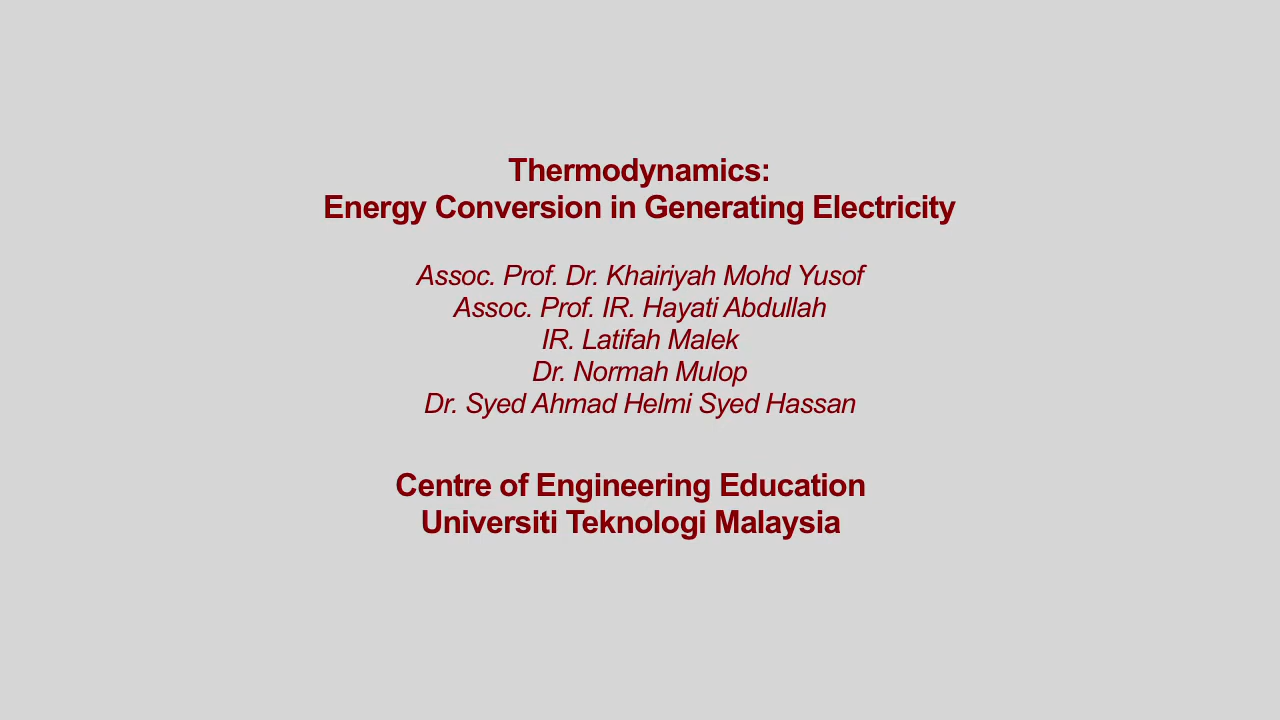 Thermodynamics:
Energy Conversion in Generating Electricity
Assoc. Prof. Dr. Khairiyah Mohd Yusof
Assoc. Prof. IR. Hayati Abdullah
IR. Latifah Malek
Dr. Normah Mulop
Dr. Syed Ahmad Helmi Syed Hassan
Centre of Engineering Education
Universiti Teknologi Malaysia